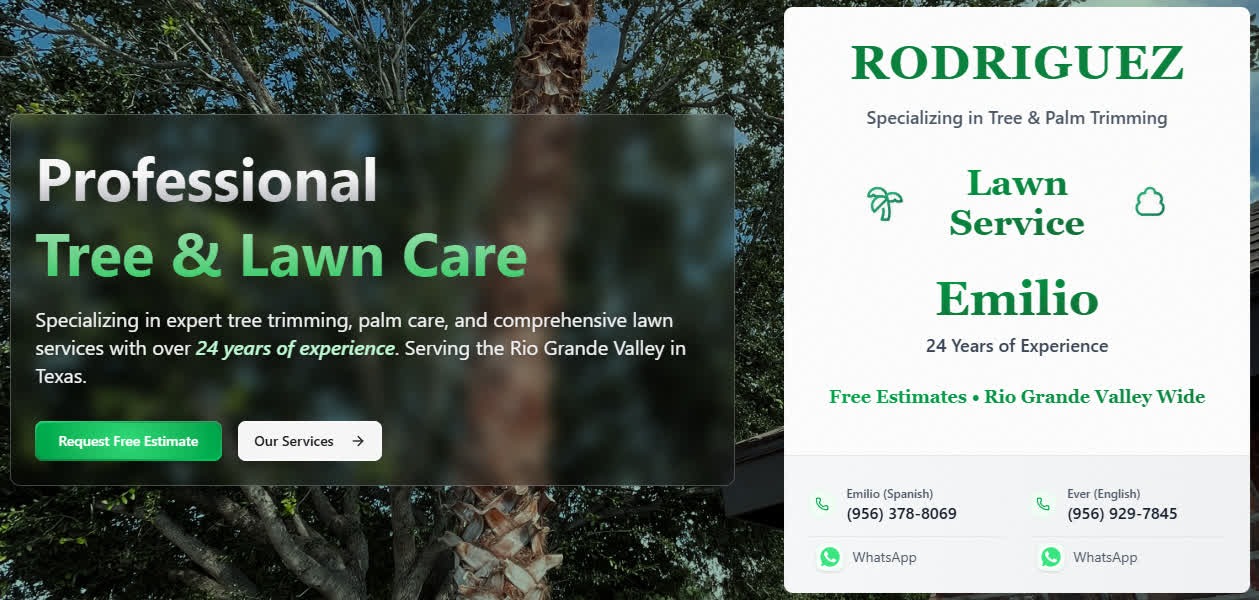 Professional
Tree & Lawn Care
Specializing in expert tree trimming, palm care, and comprehensive lawn
services with over 24 years of experience. Serving the Rio Grande Valley in
Texas.
Request Free Estimate
Our Services
RODRIGUEZ
Specializing in Tree & Palm Trimming
Lawn
Service
Emilio
24 Years of Experience
Free Estimates • Rio Grande Valley Wide
Emilio (Spanish)
(956) 378-8069
WhatsApp
Ever (English)
(956) 929-7845
WhatsApp